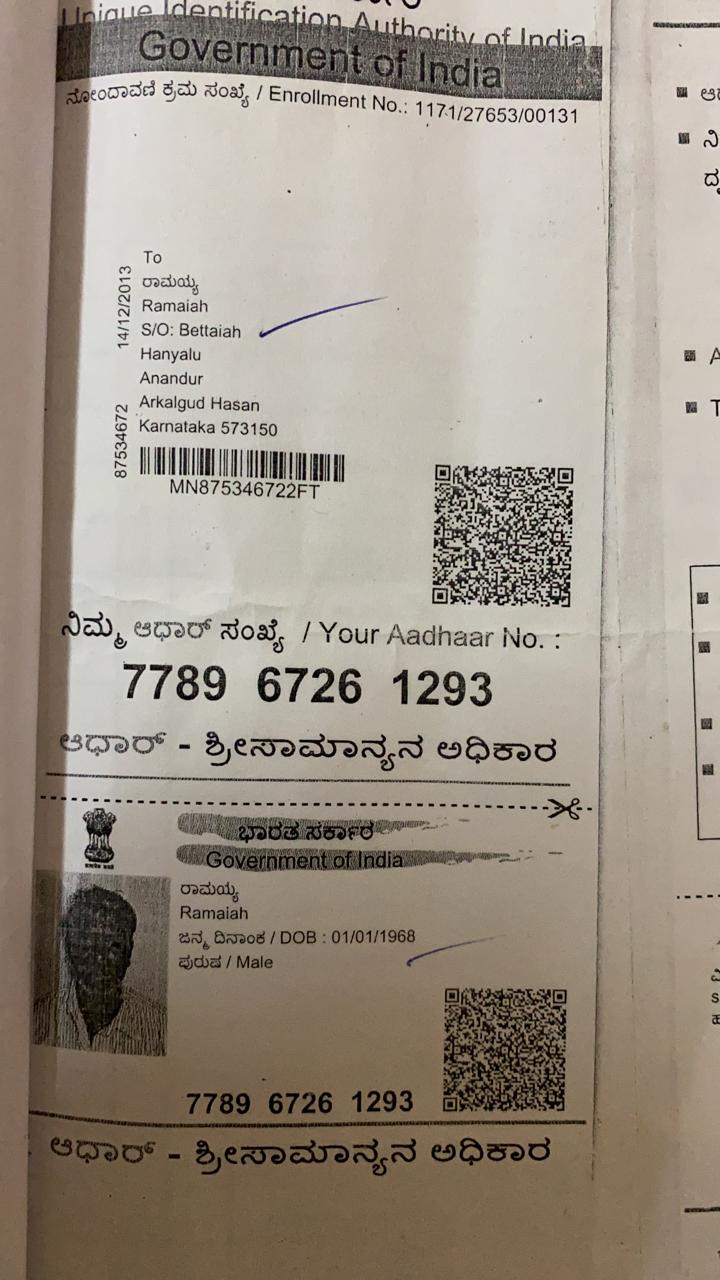 Unique Identification Authority of India
Government of India
ನೋಂದಾವಣಿ ಕ್ರಮ ಸಂಖ್ಯೆ / Enrollment No.: 1171/27653/00131
To
ರಾಮಯ್ಯ
Ramaiah
S/O: Bettaiah
Hanyalu
Anandur
Arkalgud Hasan
Karnataka 573150
14/12/2013
87534672
MN875346722FT
ನಿಮ್ಮ ಆಧಾರ್ ಸಂಖ್ಯೆ / Your Aadhaar No. :
7789 6726 1293
ಆಧಾರ್ - ಶ್ರೀಸಾಮಾನ್ಯನ ಅಧಿಕಾರ
ಭಾರತ ಸರ್ಕಾರ
Government of India
ರಾಮಯ್ಯ
Ramaiah
ಜನ್ಮ ದಿನಾಂಕ / DOB : 01/01/1968
ಪುರುಷ / Male
7789 6726 1293
ಆಧಾರ್ - ಶ್ರೀಸಾಮಾನ್ಯನ ಅಧಿಕಾರ